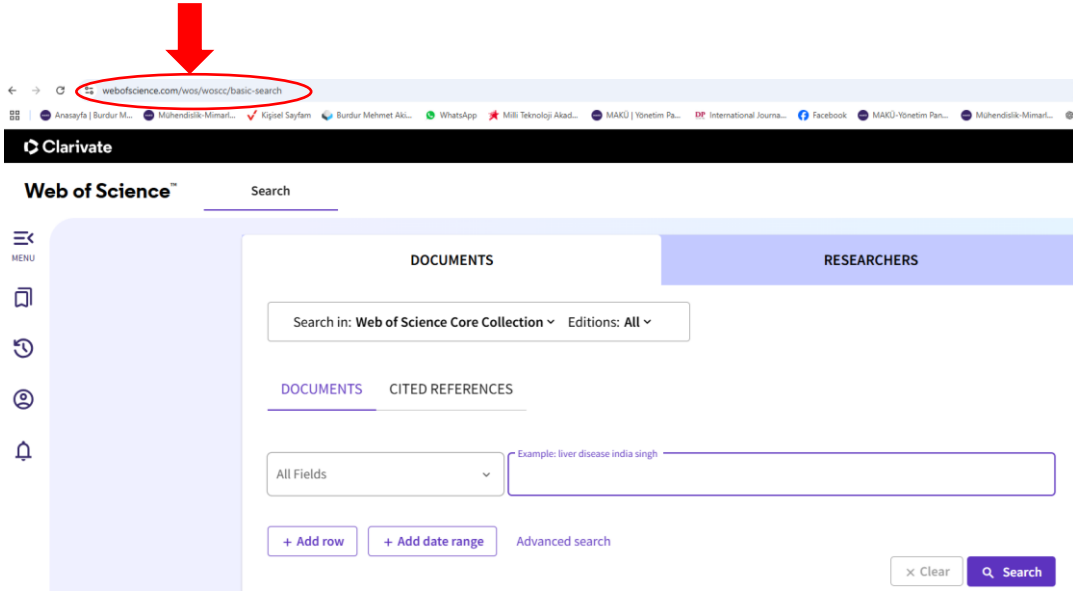 webofscience.com/wos/woscc/basic-search
Anasayfa | Burdur M... Mühendislik-Mimarl... Kişisel Sayfam Burdur Mehmet Aki... WhatsApp Milli Teknoloji Akad... MAKÜ | Yönetim Pa... DP International Journa... Facebook MAKÜ-Yönetim Pan... Mühendislik-Mimarl...
Clarivate
Web of Science™ Search
MENU
DOCUMENTS RESEARCHERS
Search in: Web of Science Core Collection Editions: All
DOCUMENTS CITED REFERENCES
Example: liver disease india singh
All Fields
+ Add row + Add date range Advanced search
× Clear Search